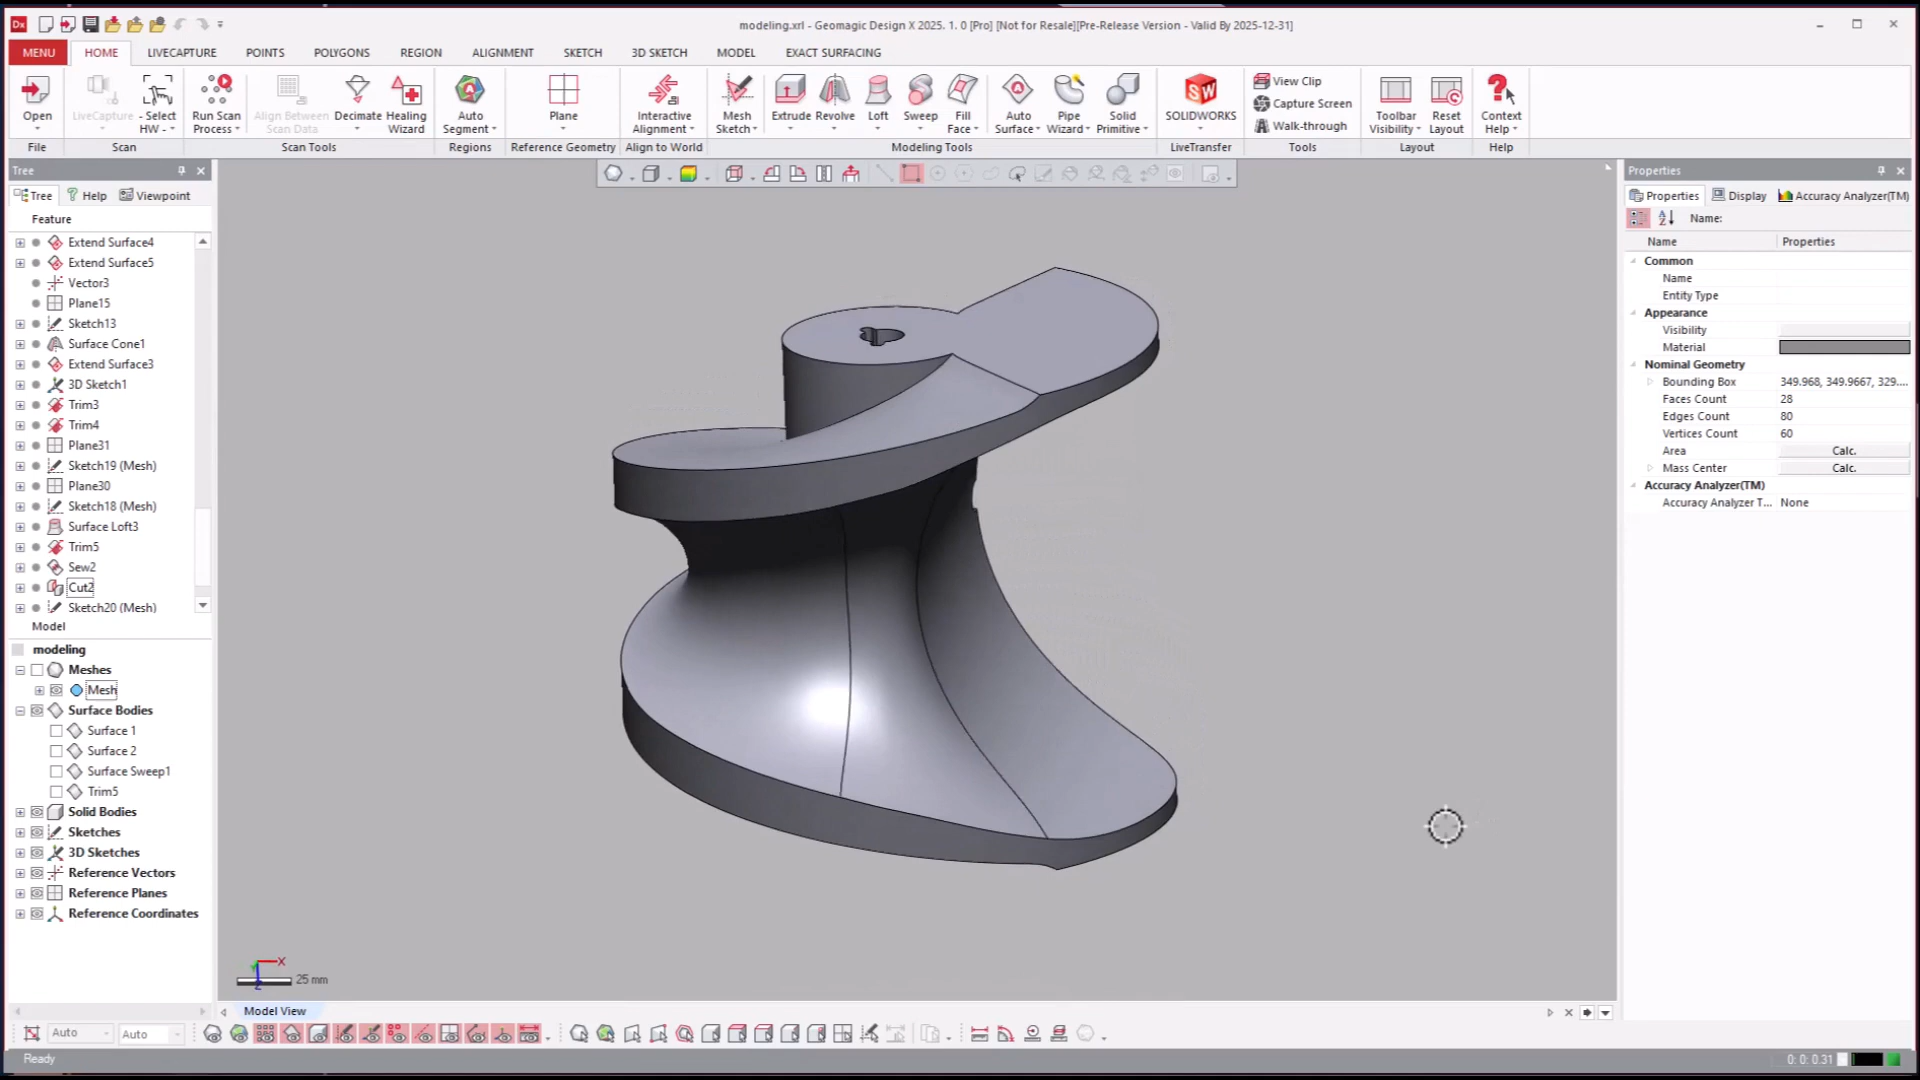 modeling.xrl - Geomagic Design X 2025. 1. 0 [Pro] [Not for Resale][Pre-Release Version - Valid By 2025-12-31]
MENU HOME LIVECAPTURE POINTS POLYGONS REGION ALIGNMENT SKETCH 3D SKETCH MODEL EXACT SURFACING
Open LiveCapture - Select HW - Run Scan Process Align Between Scan Data Decimate Healing Wizard Auto Segment Plane Interactive Alignment Mesh Sketch Extrude Revolve Loft Sweep Fill Face Auto Surface Pipe Wizard Solid Primitive SOLIDWORKS View Clip Capture Screen Walk-through Toolbar Visibility Reset Layout Context Help
File Scan Scan Tools Regions Reference Geometry Align to World Modeling Tools LiveTransfer Tools Layout Help
Tree
Tree Help Viewpoint
Feature
Extend Surface4
Extend Surface5
Vector3
Plane15
Sketch13
Surface Cone1
Extend Surface3
3D Sketch1
Trim3
Trim4
Plane31
Sketch19 (Mesh)
Plane30
Sketch18 (Mesh)
Surface Loft3
Trim5
Sew2
Cut2
Sketch20 (Mesh)
Model
modeling
Meshes
Mesh
Surface Bodies
Surface 1
Surface 2
Surface Sweep1
Trim5
Solid Bodies
Sketches
3D Sketches
Reference Vectors
Reference Planes
Reference Coordinates
X
Z
25 mm
Model View
Properties
Properties Display Accuracy Analyzer(TM)
Name:
Name Properties
Common
Name
Entity Type
Appearance
Visibility
Material
Nominal Geometry
Bounding Box 349.968, 349.9667, 329....
Faces Count 28
Edges Count 80
Vertices Count 60
Area Calc.
Mass Center Calc.
Accuracy Analyzer(TM)
Accuracy Analyzer T... None
Auto Auto
Ready
0: 0: 0.31